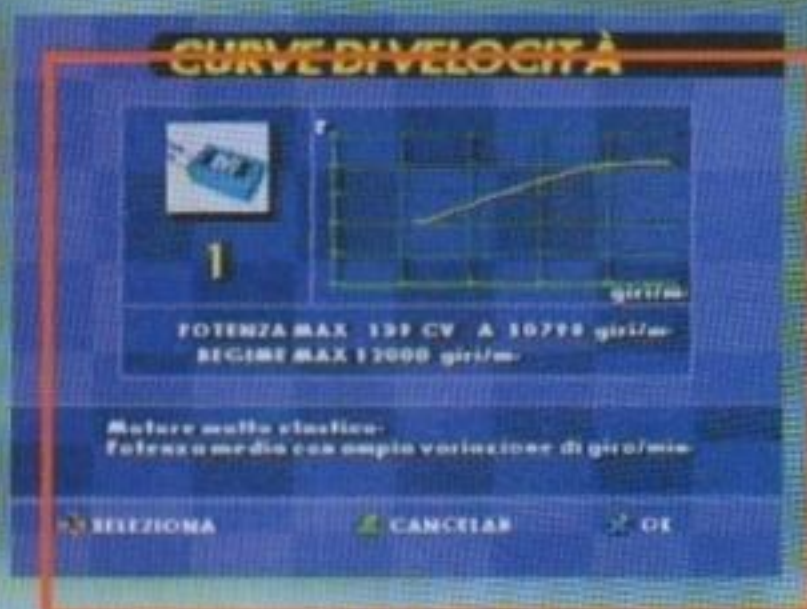 CURVE DI VELOCITÀ
1
giri/m.
POTENZA MAX CV A giri/m.
REGIME MAX 12000 giri/m.
Motore molto elastico.
Potenza media con ampia variazione di giro/min.
SELEZIONA CANCELAR OK